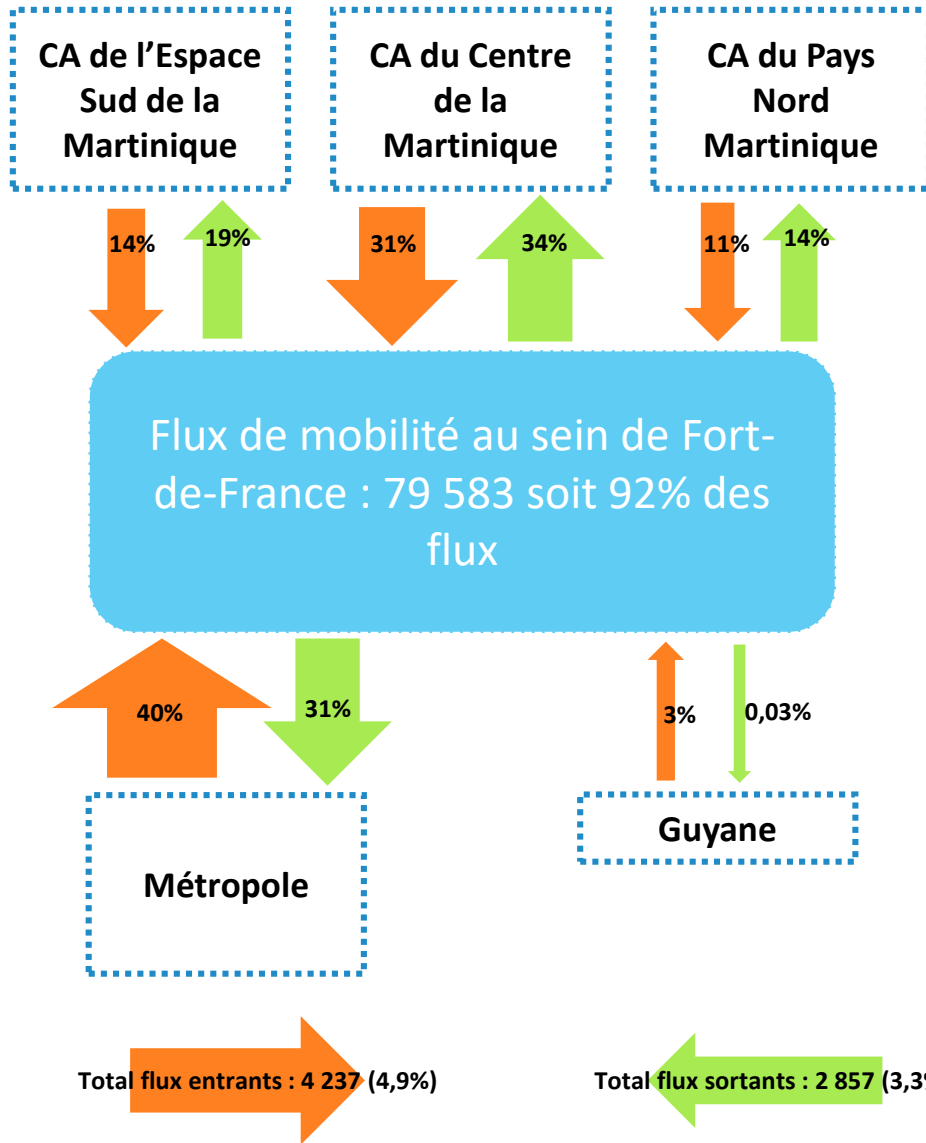 CA de l’Espace
Sud de la
Martinique
CA du Centre
de la
Martinique
CA du Pays
Nord
Martinique
14%
19%
31%
34%
11%
14%
Flux de mobilité au sein de Fort-
de-France : 79 583 soit 92% des
flux
40%
31%
3%
0,03%
Métropole
Guyane
Total flux entrants : 4 237 (4,9%)
Total flux sortants : 2 857 (3,3%